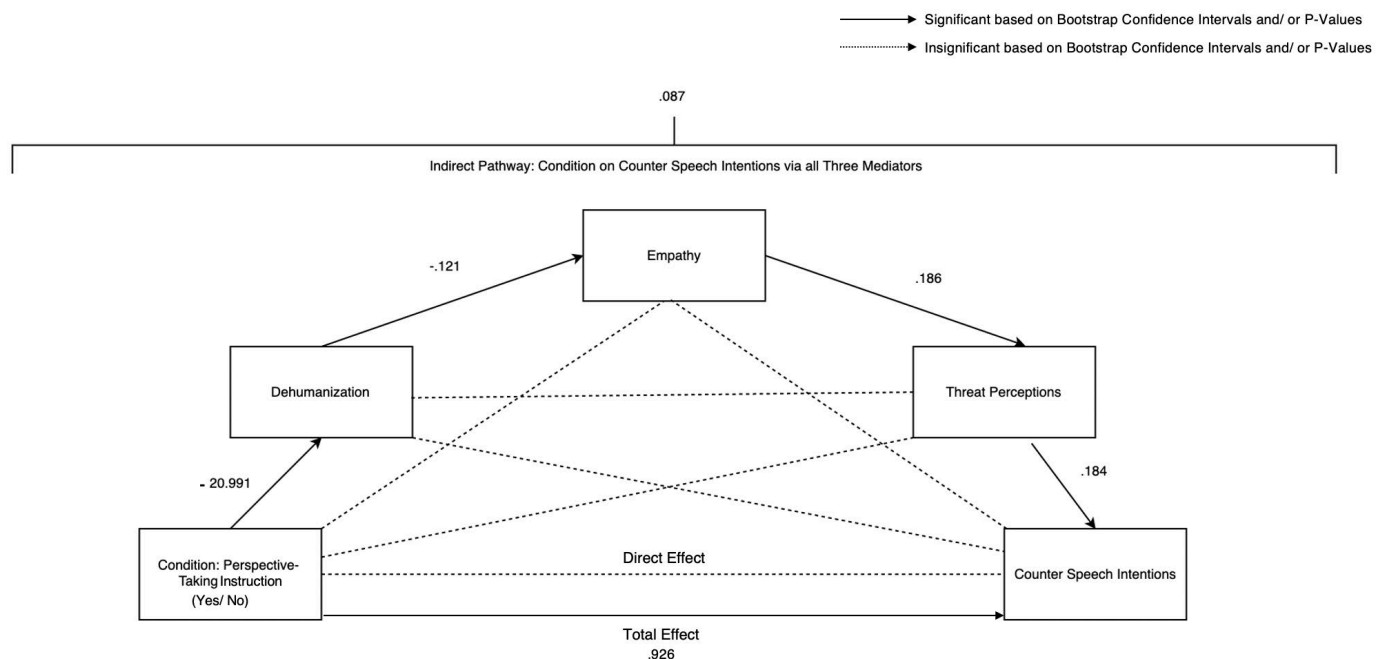 Significant based on Bootstrap Confidence Intervals and/ or P-Values
Insignificant based on Bootstrap Confidence Intervals and/ or P-Values
.087
Indirect Pathway: Condition on Counter Speech Intentions via all Three Mediators
Empathy
-.121
.186
Dehumanization
Threat Perceptions
- 20.991
.184
Condition: Perspective-
Taking Instruction
(Yes/ No)
Direct Effect
Counter Speech Intentions
Total Effect
.926